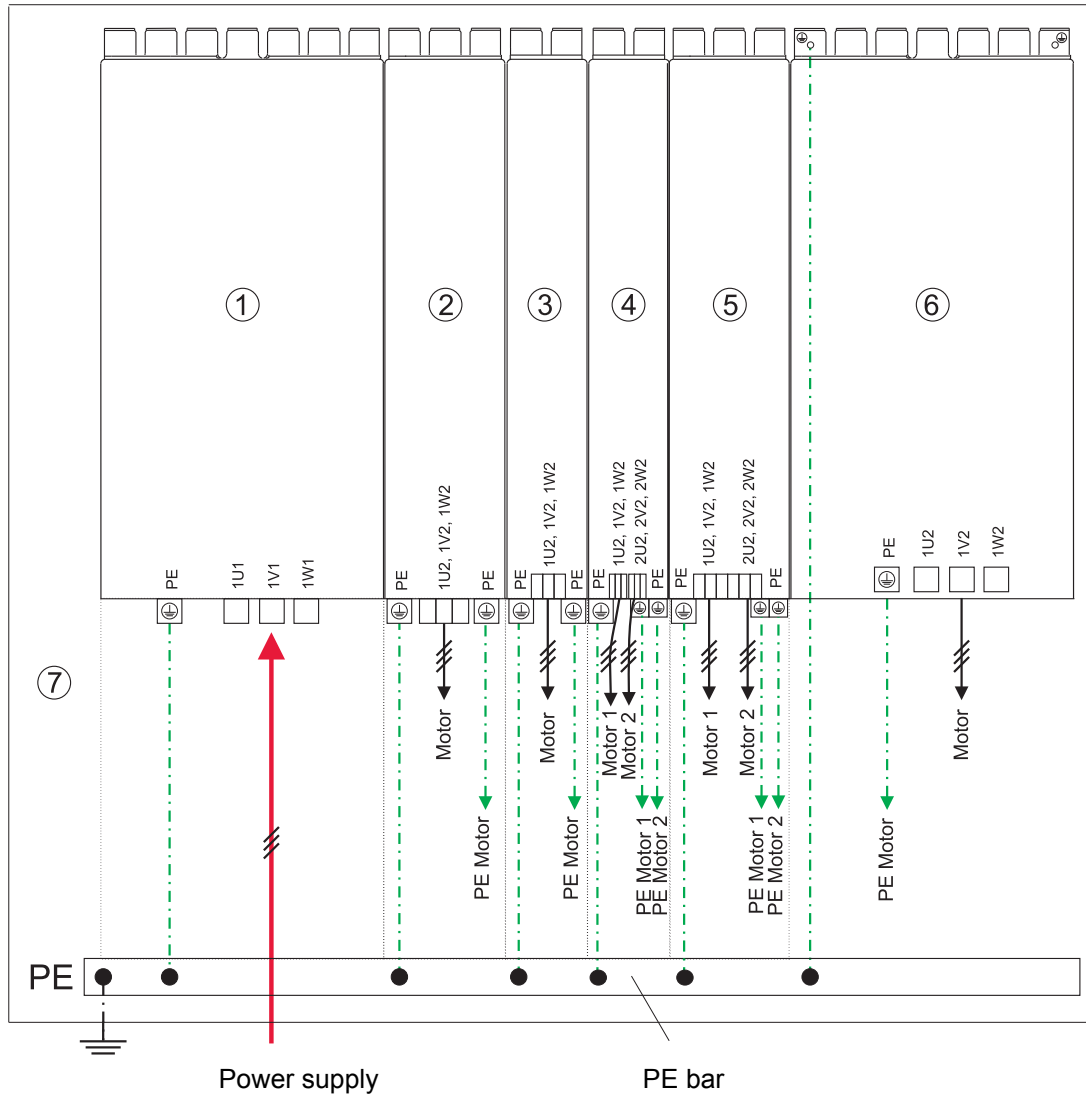 ① ② ③ ④ ⑤ ⑥
PE
1U1
1V1
1W1
PE
1U2, 1V2, 1W2
PE
PE
1U2, 1V2, 1W2
PE
PE
1U2, 1V2, 1W2
2U2, 2V2, 2W2
PE
PE
1U2, 1V2, 1W2
2U2, 2V2, 2W2
PE
PE
1U2
1V2
1W2
⑦
Motor
Motor
Motor 1
Motor 2
Motor 1
Motor 2
Motor
PE Motor
PE Motor
PE Motor 1
PE Motor 2
PE Motor 1
PE Motor 2
PE Motor
PE
Power supply
PE bar